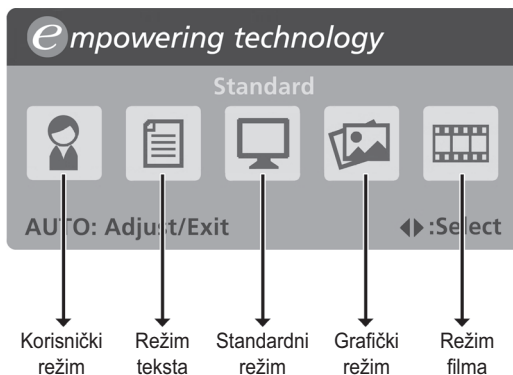 empowering technology
Standard
AUTO: Adjust/Exit ◀▶:Select
Korisnički režim
Režim teksta
Standardni režim
Grafički režim
Režim filma